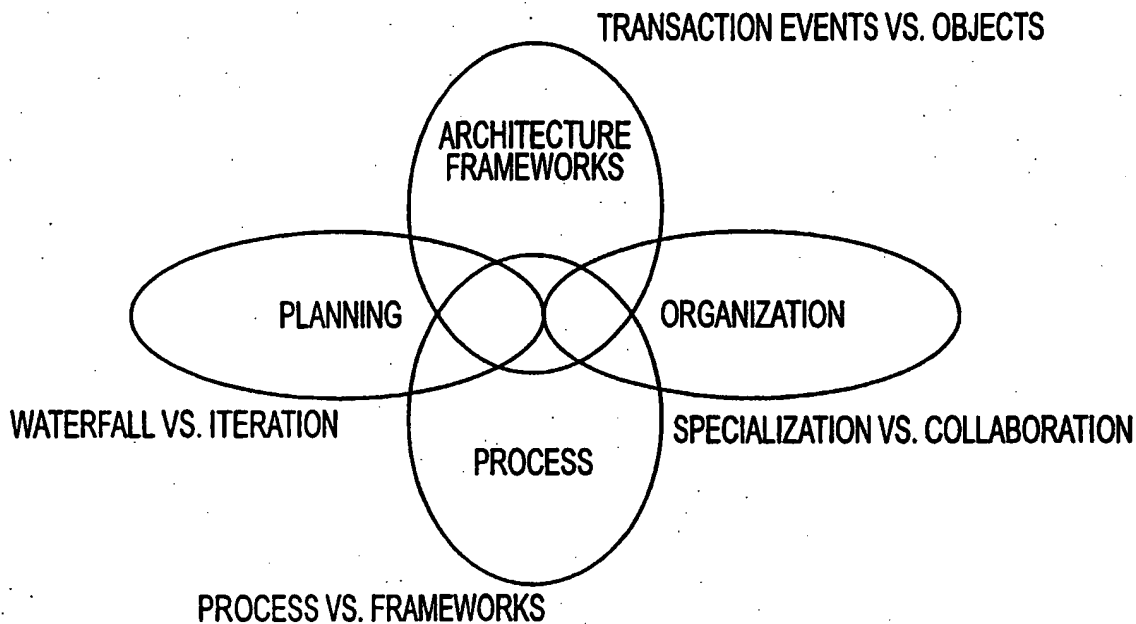 TRANSACTION EVENTS VS. OBJECTS
ARCHITECTURE
FRAMEWORKS
PLANNING
ORGANIZATION
WATERFALL VS. ITERATION
SPECIALIZATION VS. COLLABORATION
PROCESS
PROCESS VS. FRAMEWORKS